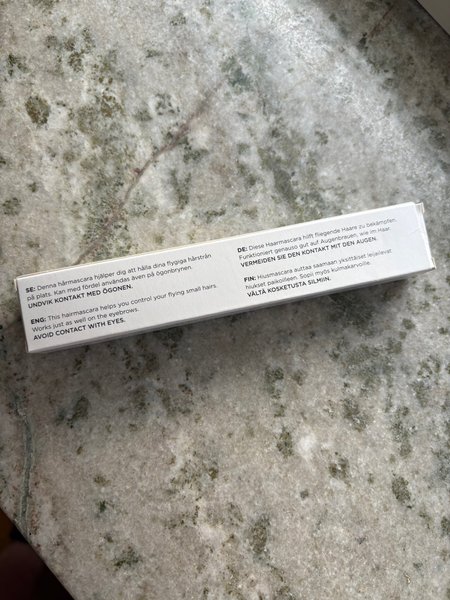 SE: Denna hårmascara hjälper dig att hålla dina flygiga hårstrån
på plats. Kan med fördel användas även på ögonbrynen.
UNDVIK KONTAKT MED ÖGONEN.
ENG: This hairmascara helps you control your flying small hairs.
Works just as well on the eyebrows.
AVOID CONTACT WITH EYES.
DE: Diese Haarmascara hilft fliegende Haare zu bekämpfen.
Funktioniert genauso gut auf Augenbrauen, wie im Haar.
VERMEIDEN SIE DEN KONTAKT MIT DEN AUGEN.
FIN: Hiusmascara auttaa saamaan yksittäiset leijailevat
hiukset paikoilleen. Sopii myös kulmakarvoille.
VÄLTÄ KOSKETUSTA SILMIIN.